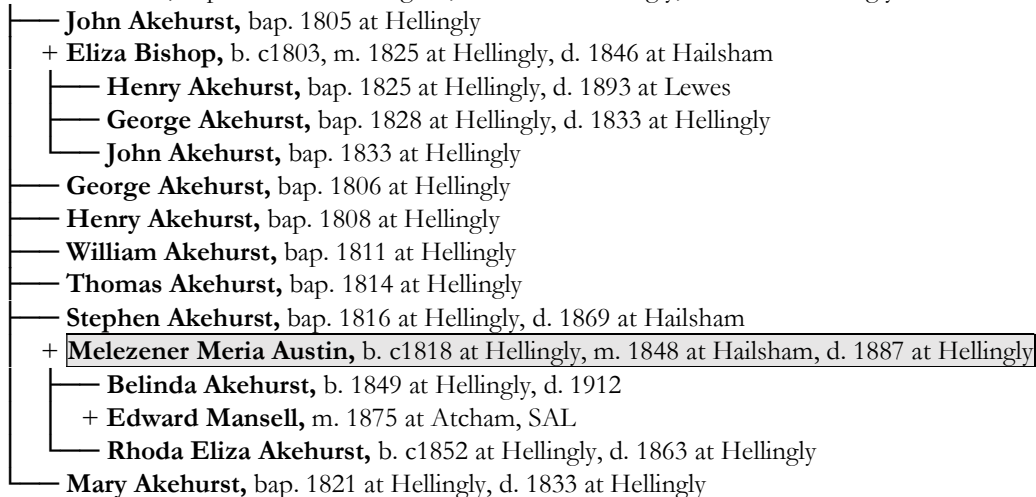 John Akehurst, bap. 1805 at Hellingly
+ Eliza Bishop, b. c1803, m. 1825 at Hellingly, d. 1846 at Hailsham
Henry Akehurst, bap. 1825 at Hellingly, d. 1893 at Lewes
George Akehurst, bap. 1828 at Hellingly, d. 1833 at Hellingly
John Akehurst, bap. 1833 at Hellingly
George Akehurst, bap. 1806 at Hellingly
Henry Akehurst, bap. 1808 at Hellingly
William Akehurst, bap. 1811 at Hellingly
Thomas Akehurst, bap. 1814 at Hellingly
Stephen Akehurst, bap. 1816 at Hellingly, d. 1869 at Hailsham
+ Melezener Meria Austin, b. c1818 at Hellingly, m. 1848 at Hailsham, d. 1887 at Hellingly
Belinda Akehurst, b. 1849 at Hellingly, d. 1912
+ Edward Mansell, m. 1875 at Atcham, SAL
Rhoda Eliza Akehurst, b. c1852 at Hellingly, d. 1863 at Hellingly
Mary Akehurst, bap. 1821 at Hellingly, d. 1833 at Hellingly